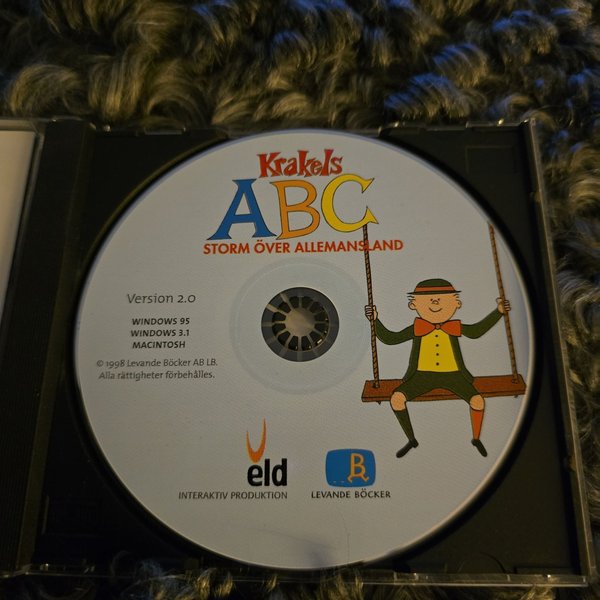 Krakels
ABC
STORM ÖVER ALLEMANSLAND
Version 2.0
WINDOWS 95
WINDOWS 3.1
MACINTOSH
© 1998 Levande Böcker AB LB.
Alla rättigheter förbehålles.
eld
INTERAKTIV PRODUKTION
B
LEVANDE BÖCKER